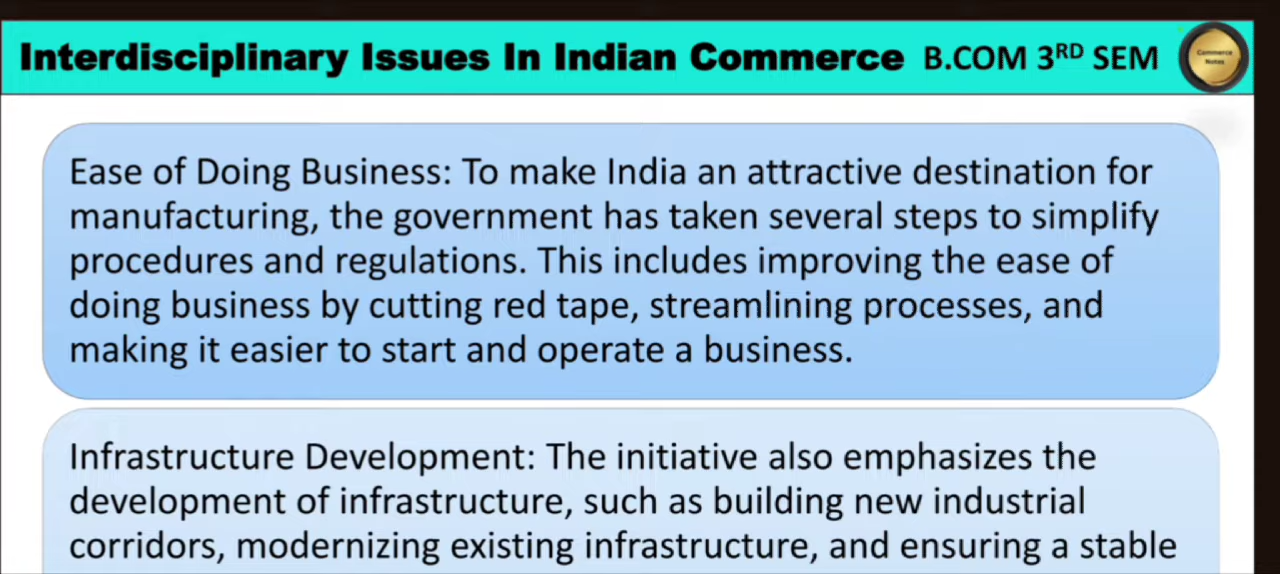 Interdisciplinary Issues In Indian Commerce B.COM 3RD SEM
Commerce
Notes
Ease of Doing Business: To make India an attractive destination for
manufacturing, the government has taken several steps to simplify
procedures and regulations. This includes improving the ease of
doing business by cutting red tape, streamlining processes, and
making it easier to start and operate a business.
Infrastructure Development: The initiative also emphasizes the
development of infrastructure, such as building new industrial
corridors, modernizing existing infrastructure, and ensuring a stable